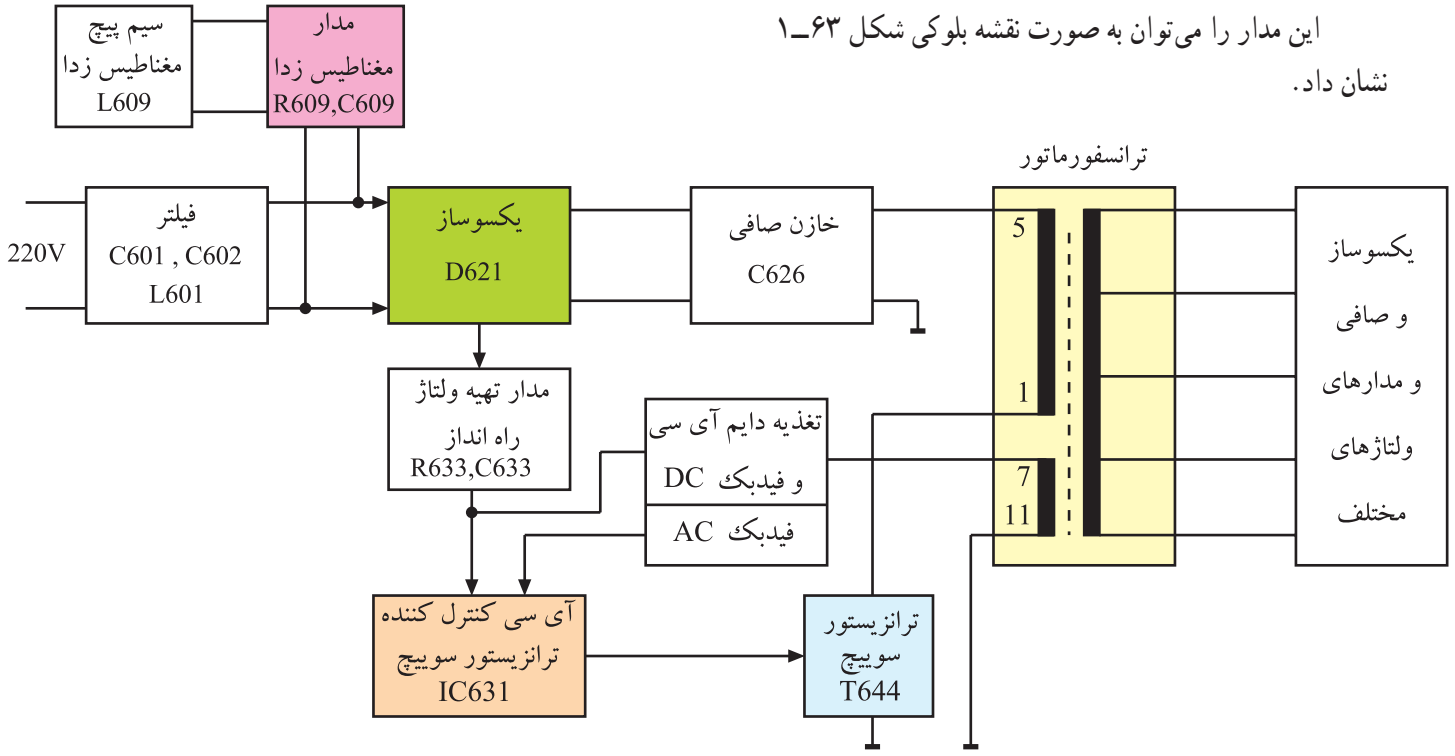 این مدار را می‌توان به صورت نقشه بلوکی شکل ۶۳ــ۱
نشان داد.
سیم پیچ
مغناطیس زدا
L609
مدار
مغناطیس زدا
R609,C609
220V
فیلتر
C601 , C602
L601
یکسوساز
D621
خازن صافی
C626
ترانسفورماتور
5
1
7
11
یکسوساز
و صافی
و مدارهای
ولتاژهای
مختلف
مدار تهیه ولتاژ
راه انداز
R633,C633
تغذیه دایم آی سی
و فیدبک DC
فیدبک AC
آی سی کنترل کننده
ترانزیستور سوییچ
IC631
ترانزیستور
سوییچ
T644